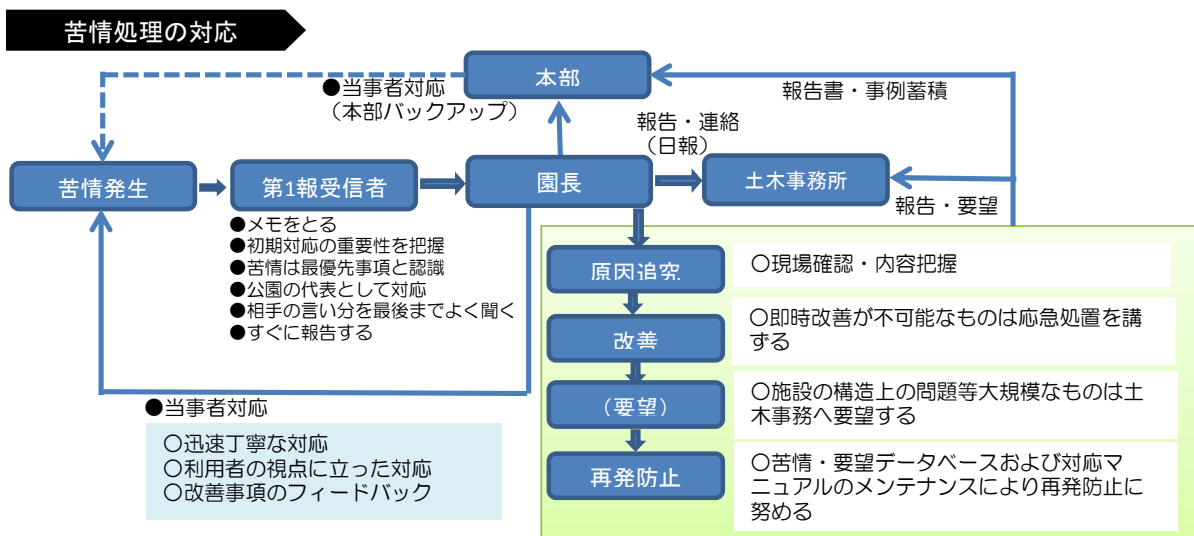 苦情処理の対応
本部
●当事者対応
（本部バックアップ）
報告書・事例蓄積
報告・連絡
（日報）
苦情発生
第1報受信者
園長
土木事務所
報告・要望
●メモをとる
●初期対応の重要性を把握
●苦情は最優先事項と認識
●公園の代表として対応
●相手の言い分を最後までよく聞く
●すぐに報告する
原因追究
〇現場確認・内容把握
改善
〇即時改善が不可能なものは応急処置を講
ずる
（要望）
〇施設の構造上の問題等大規模なものは土
木事務へ要望する
再発防止
〇苦情・要望データベースおよび対応マ
ニュアルのメンテナンスにより再発防止に
努める
●当事者対応
〇迅速丁寧な対応
〇利用者の視点に立った対応
〇改善事項のフィードバック